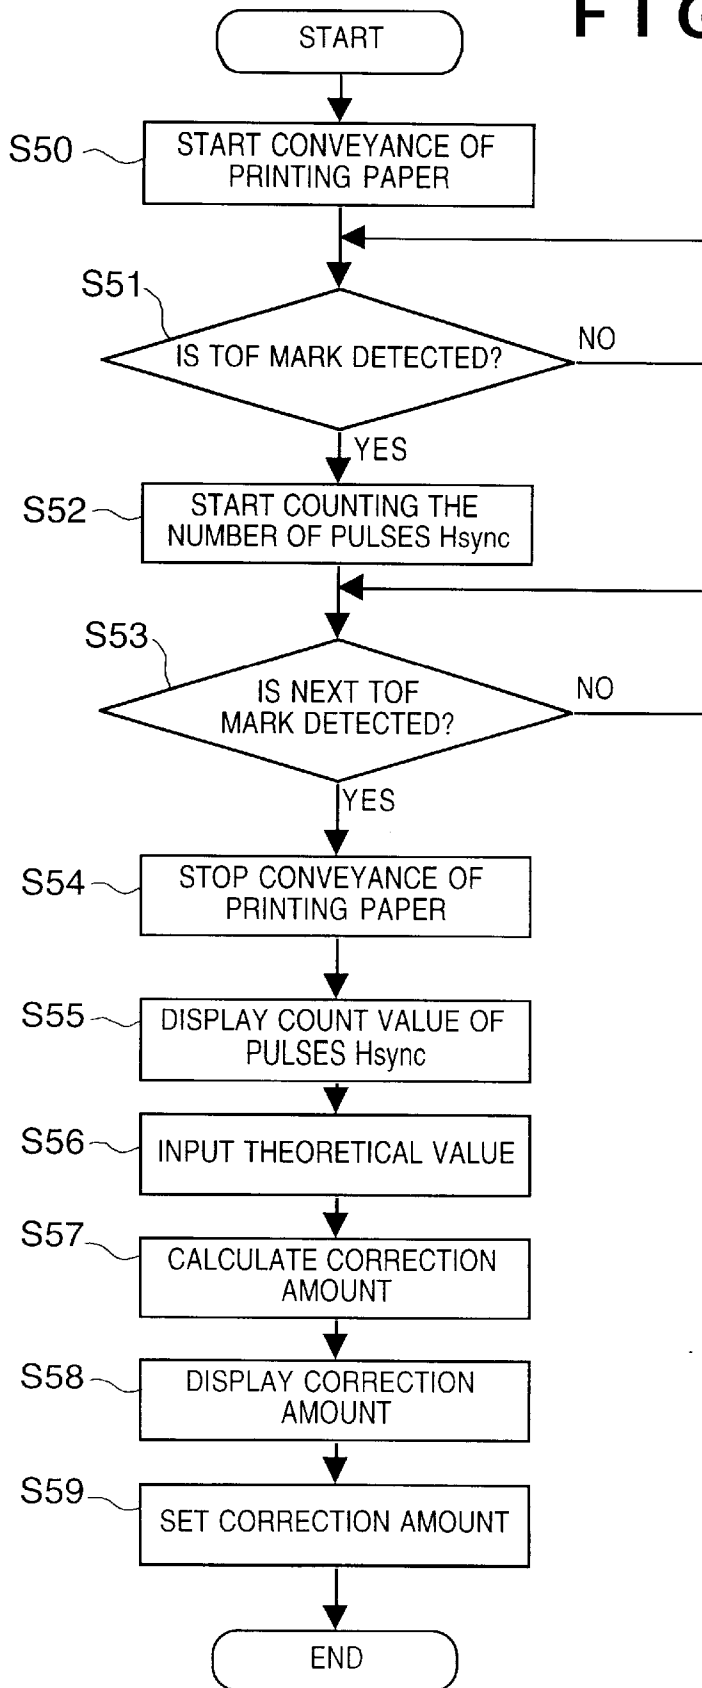 FIG
START
S50
START CONVEYANCE OF
PRINTING PAPER
S51
IS TOF MARK DETECTED?
NO
YES
S52
START COUNTING THE
NUMBER OF PULSES Hsync
S53
IS NEXT TOF
MARK DETECTED?
NO
YES
S54
STOP CONVEYANCE OF
PRINTING PAPER
S55
DISPLAY COUNT VALUE OF
PULSES Hsync
S56
INPUT THEORETICAL VALUE
S57
CALCULATE CORRECTION
AMOUNT
S58
DISPLAY CORRECTION
AMOUNT
S59
SET CORRECTION AMOUNT
END